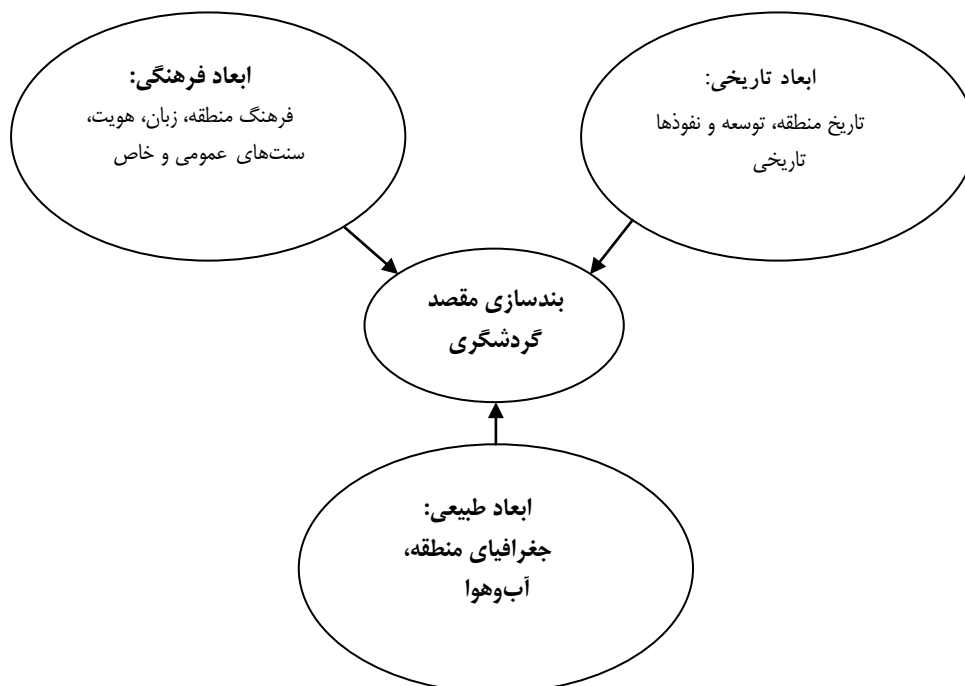 ابعاد تاریخی:
تاریخ منطقه، توسعه و نفوذها
تاریخی
ابعاد فرهنگی:
فرهنگ منطقه، زبان، هویت،
سنت‌های عمومی و خاص
بندسازی مقصد
گردشگری
ابعاد طبیعی:
جغرافیای منطقه،
آب‌وهوا